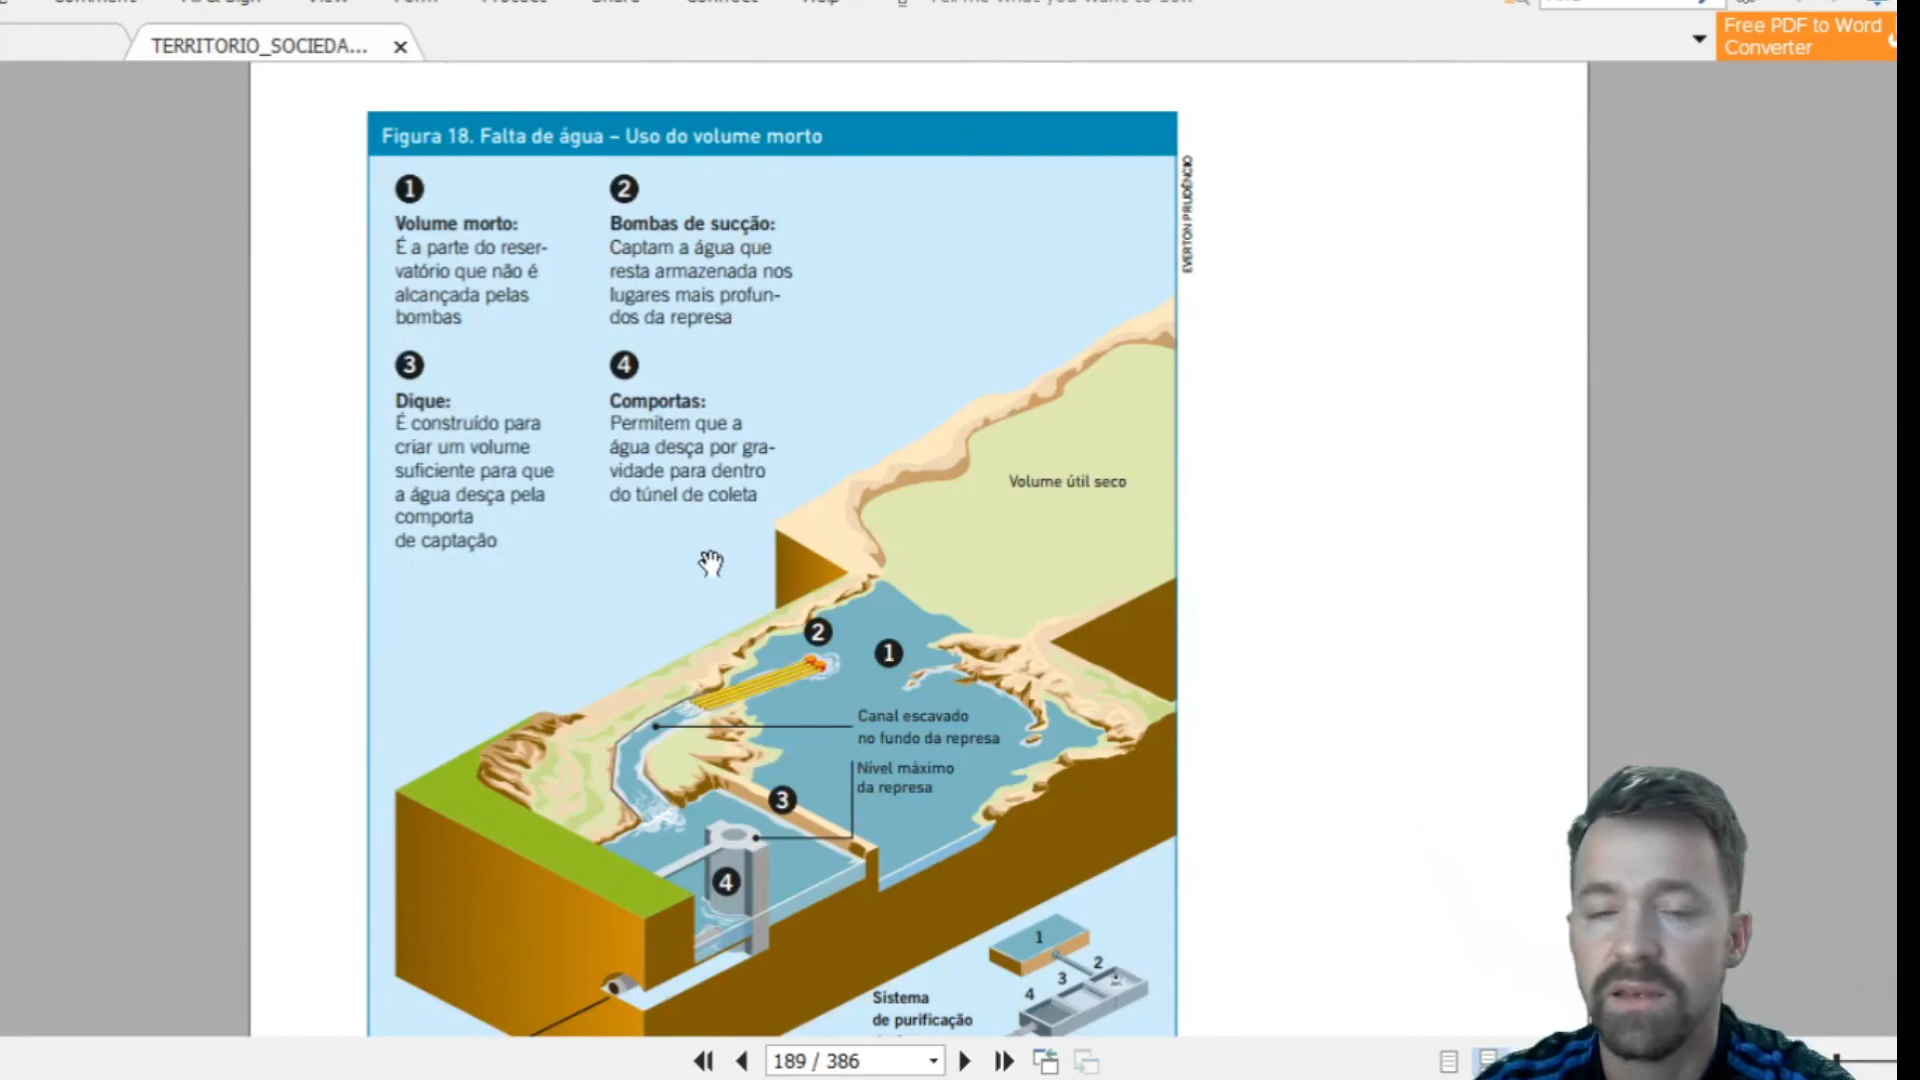 TERRITORIO_SOCIEDA...
Free PDF to Word
Converter
Figura 18. Falta de água – Uso do volume morto
EVERTON PRUDÊNCIO
1
Volume morto:
É a parte do reser-
vatório que não é
alcançada pelas
bombas
2
Bombas de sucção:
Captam a água que
resta armazenada nos
lugares mais profun-
dos da represa
3
Dique:
É construído para
criar um volume
suficiente para que
a água desça pela
comporta
de captação
4
Comportas:
Permitem que a
água desça por gra-
vidade para dentro
do túnel de coleta
Volume útil seco
2
1
Canal escavado
no fundo da represa
Nível máximo
da represa
3
4
1
2
3
4
Sistema
de purificação
189 / 386